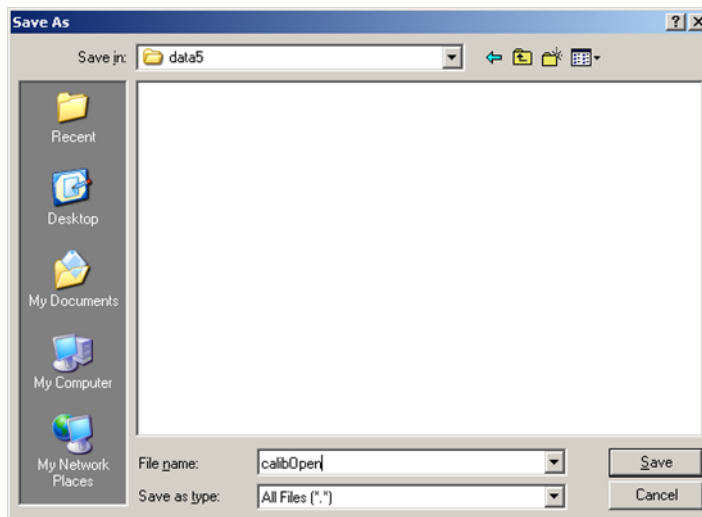 Save As
Save in: data5
Recent
Desktop
My Documents
My Computer
My Network
Places
File name: calibOpen Save
Save as type: All Files (*.*) Cancel